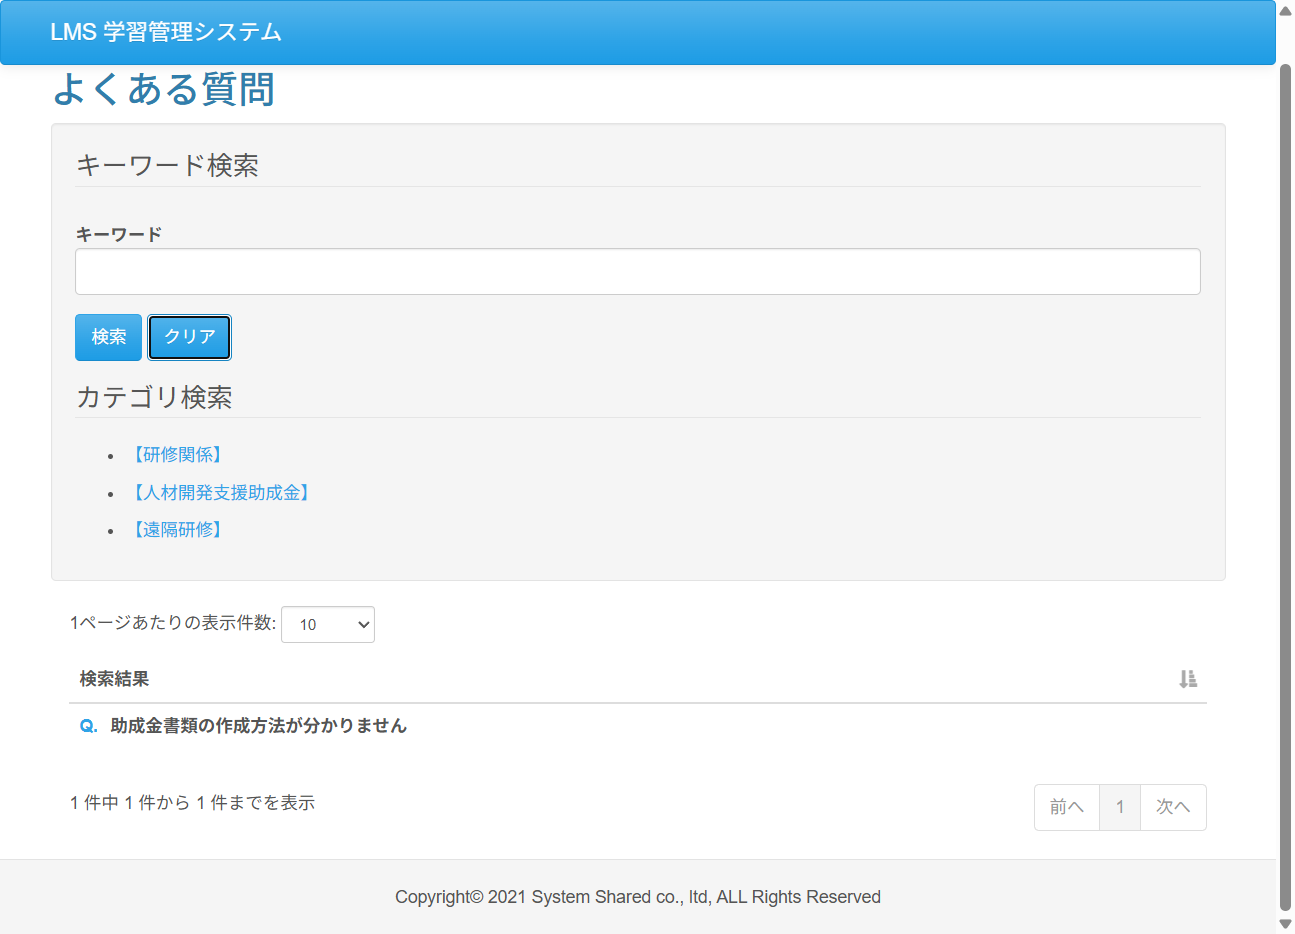 LMS 学習管理システム
よくある質問
キーワード検索
キーワード
検索 クリア
カテゴリ検索
【研修関係】
【人材開発支援助成金】
【遠隔研修】
1ページあたりの表示件数: 10
検索結果
Q. 助成金書類の作成方法が分かりません
1 件中 1 件から 1 件までを表示
前へ 1 次へ
Copyright© 2021 System Shared co., ltd, ALL Rights Reserved